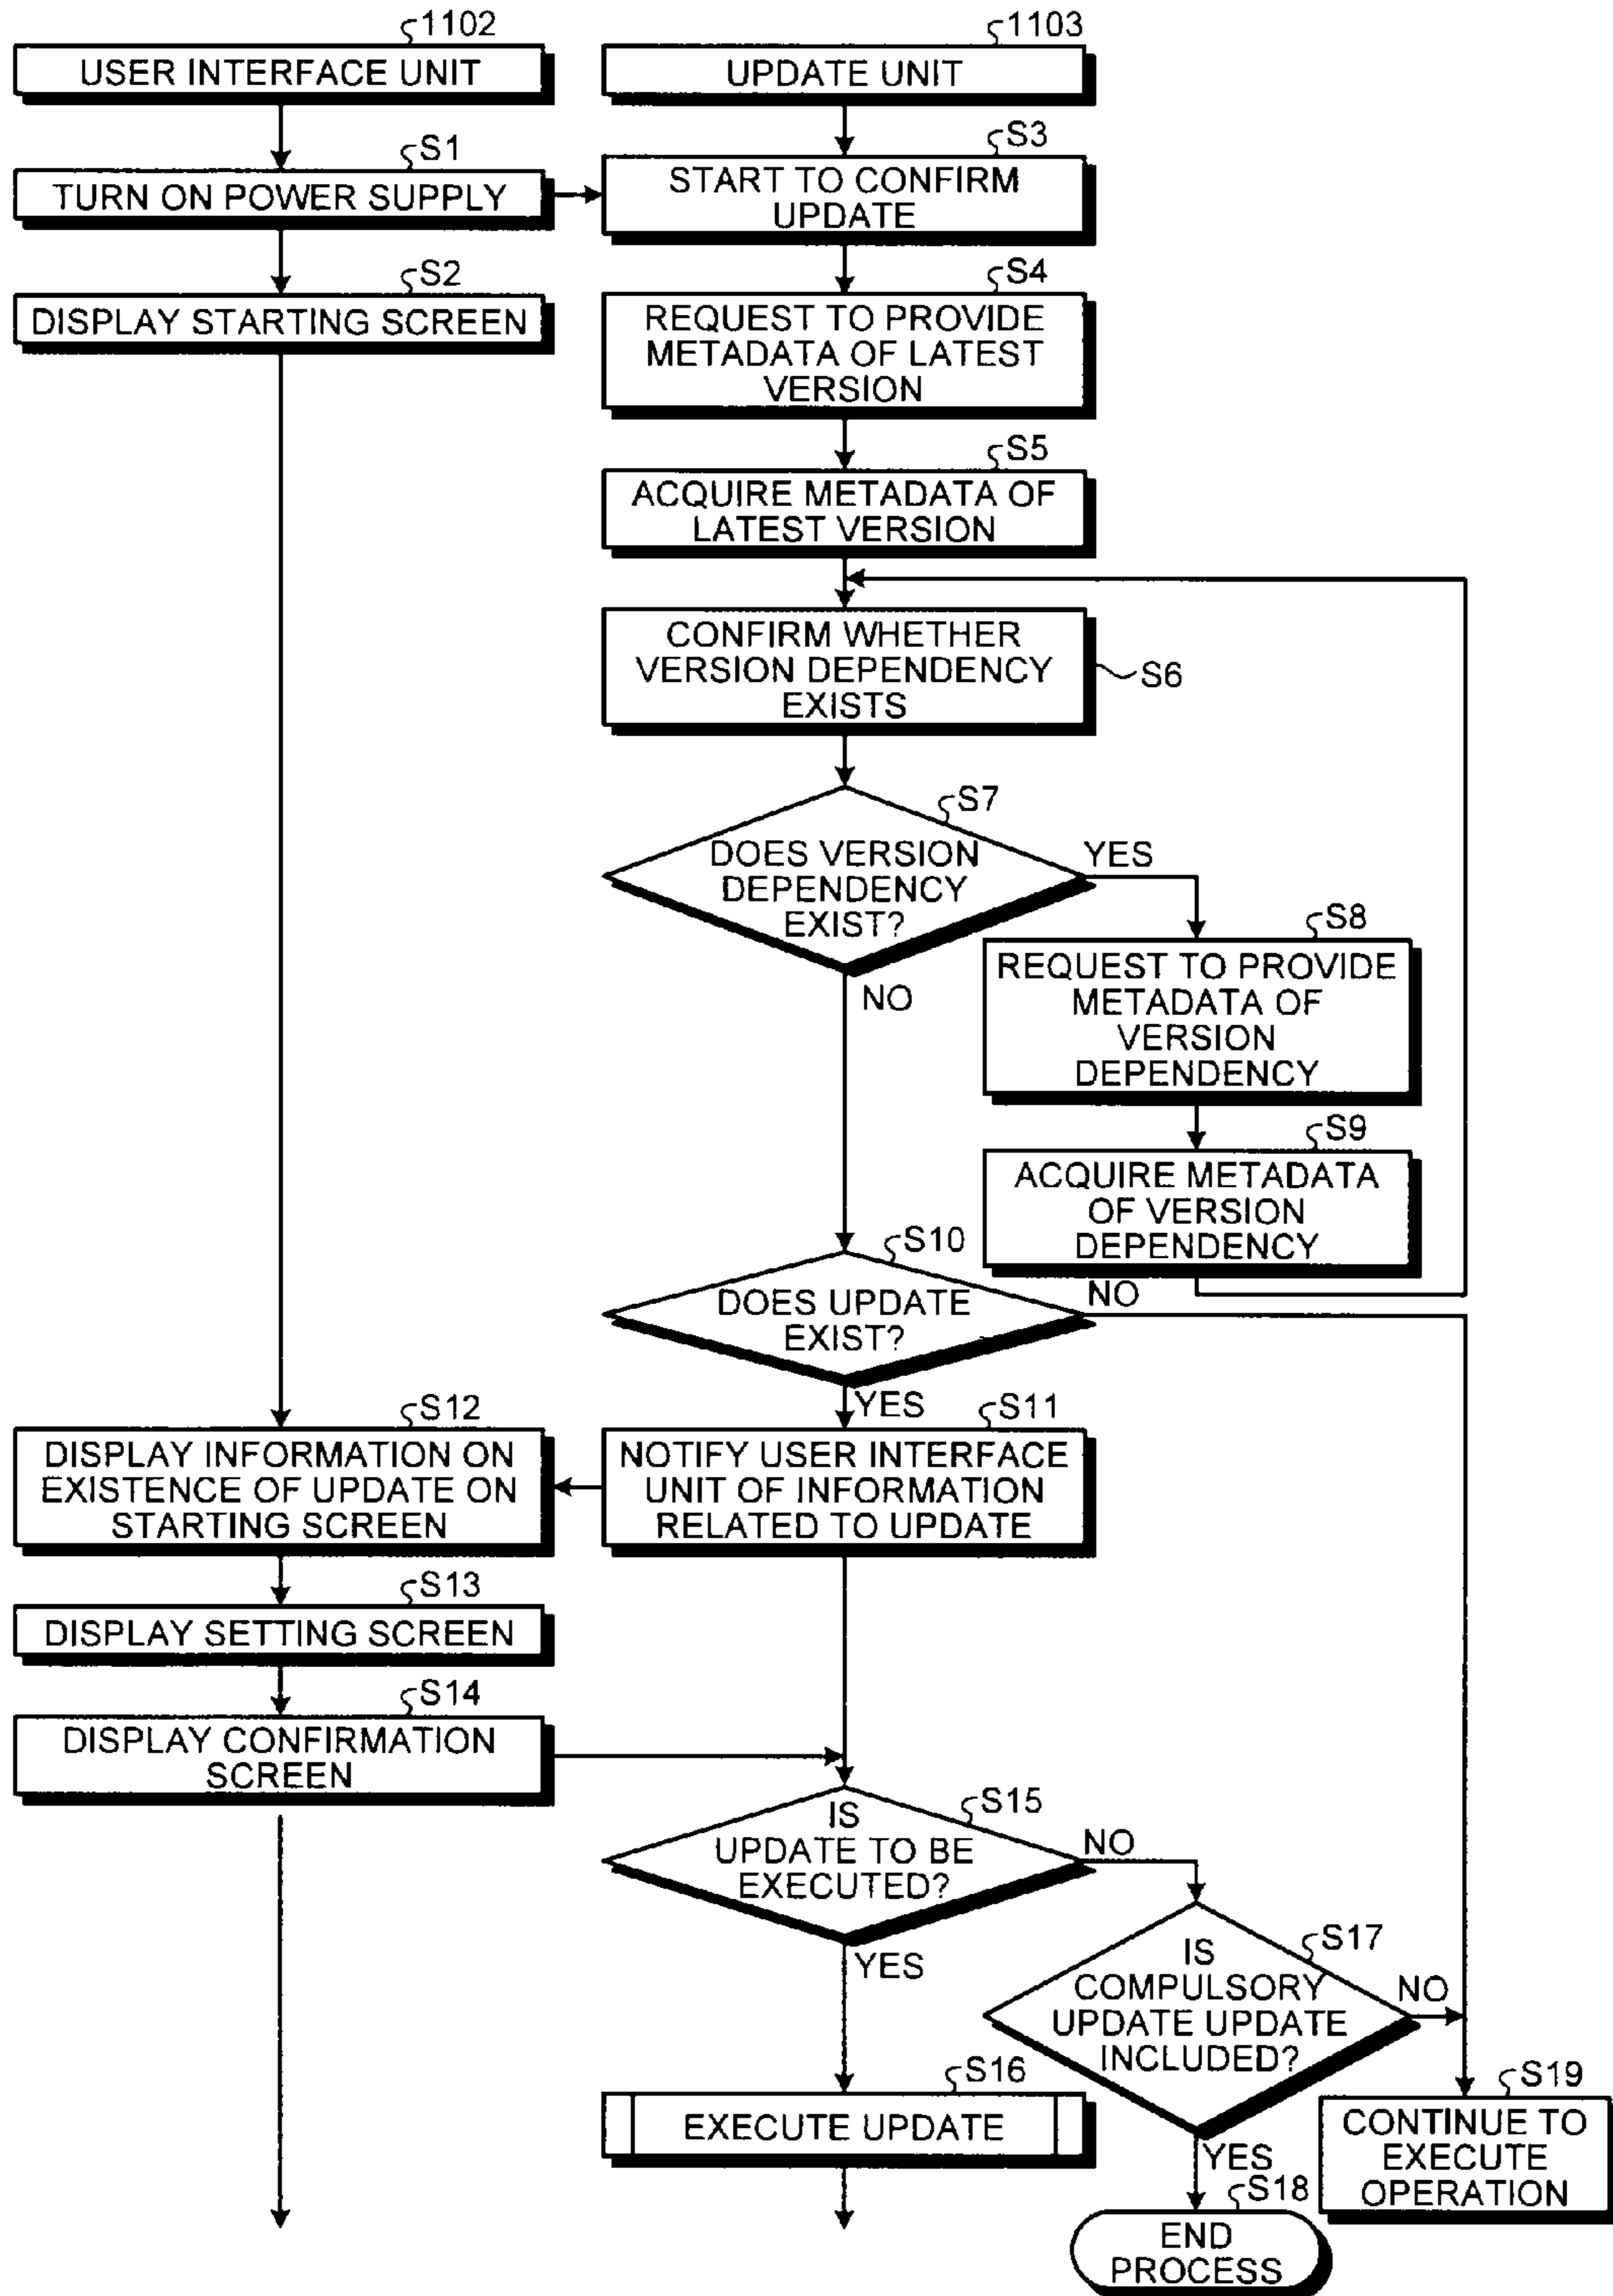 1102
USER INTERFACE UNIT
1103
UPDATE UNIT
S1
TURN ON POWER SUPPLY
S3
START TO CONFIRM
UPDATE
S2
DISPLAY STARTING SCREEN
S4
REQUEST TO PROVIDE
METADATA OF LATEST
VERSION
S5
ACQUIRE METADATA OF
LATEST VERSION
CONFIRM WHETHER
VERSION DEPENDENCY
EXISTS
S6
S7
DOES VERSION
DEPENDENCY
EXIST?
YES
NO
S8
REQUEST TO PROVIDE
METADATA OF
VERSION
DEPENDENCY
S9
ACQUIRE METADATA
OF VERSION
DEPENDENCY
S10
DOES UPDATE
EXIST?
NO
YES
S12
DISPLAY INFORMATION ON
EXISTENCE OF UPDATE ON
STARTING SCREEN
S11
NOTIFY USER INTERFACE
UNIT OF INFORMATION
RELATED TO UPDATE
S13
DISPLAY SETTING SCREEN
S14
DISPLAY CONFIRMATION
SCREEN
S15
IS
UPDATE TO BE
EXECUTED?
NO
YES
S17
IS
COMPULSORY
UPDATE UPDATE
INCLUDED?
NO
YES
S16
EXECUTE UPDATE
S19
CONTINUE TO
EXECUTE
OPERATION
S18
END
PROCESS